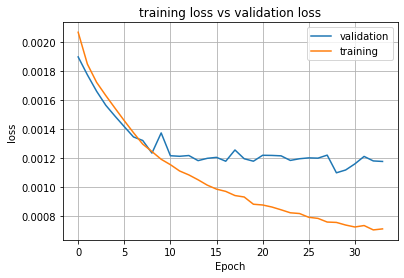 training loss vs validation loss
validation
training
loss
0.0020
0.0018
0.0016
0.0014
0.0012
0.0010
0.0008
0 5 10 15 20 25 30
Epoch